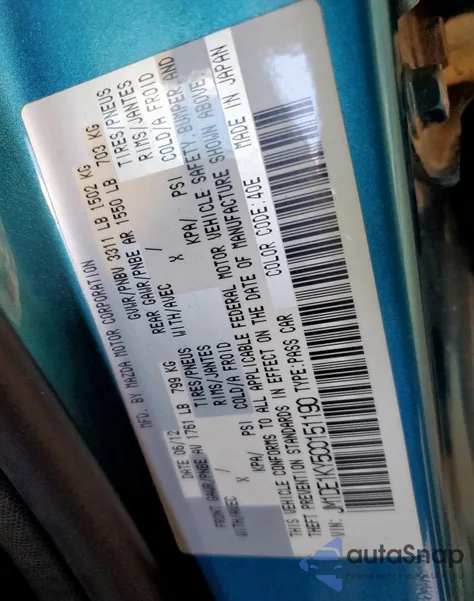 MFD. BY MAZDA MOTOR CORPORATION
DATE 06/12 GVWR/PNBV 3311 LB 1502 KG
FRONT GAWR/PNBE AV 1761 LB 799 KG GVWR/PNBE AR 1550 LB 703 KG
TIRES/PNEUS REAR GAWR/ / TIRES/PNEUS
WITH/AVEC X RIMS/JANTES WITH/AVEC X RIMS/JANTES
KPA/ PSI COLD/A FROID KPA/ PSI COLD/A FROID
THIS VEHICLE CONFORMS TO ALL APPLICABLE FEDERAL MOTOR VEHICLE SAFETY, BUMPER, AND
THEFT PREVENTION STANDARDS IN EFFECT ON THE DATE OF MANUFACTURE SHOWN ABOVE.
VIN: JM1DE1KY5C0151190 TYPE:PASS CAR COLOR CODE:40E MADE IN JAPAN
autoSnap